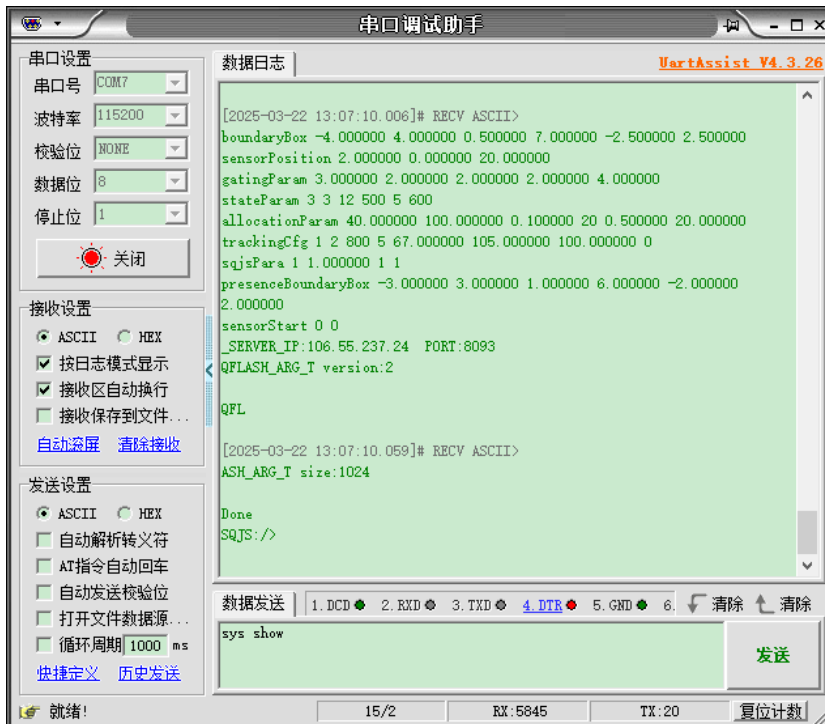 串口调试助手
串口设置
串口号 COM7
波特率 115200
校验位 NONE
数据位 8
停止位 1
关闭
接收设置
ASCII HEX
按日志模式显示
接收区自动换行
接收保存到文件...
自动滚屏 清除接收
发送设置
ASCII HEX
自动解析转义符
AT指令自动回车
自动发送校验位
打开文件数据源...
循环周期 1000 ms
快捷定义 历史发送
数据日志 UartAssist V4.3.26
[2025-03-22 13:07:10.006]# RECV ASCII>
boundaryBox -4.000000 4.000000 0.500000 7.000000 -2.500000 2.500000
sensorPosition 2.000000 0.000000 20.000000
gatingParam 3.000000 2.000000 2.000000 2.000000 4.000000
stateParam 3 3 12 500 5 600
allocationParam 40.000000 100.000000 0.100000 20 0.500000 20.000000
trackingCfg 1 2 800 5 67.000000 105.000000 100.000000 0
sqjsPara 1 1.000000 1 1
presenceBoundaryBox -3.000000 3.000000 1.000000 6.000000 -2.000000
2.000000
sensorStart 0 0
_SERVER_IP:106.55.237.24 PORT:8093
QFLASH_ARG_T version:2
QFL
[2025-03-22 13:07:10.059]# RECV ASCII>
ASH_ARG_T size:1024
Done
SQJS:/>
数据发送 1.DCD 2.RXD 3.TXD 4.DTR 5.GND 6. 清除 清除
sys show
发送
就绪! 15/2 RX:5845 TX:20 复位计数